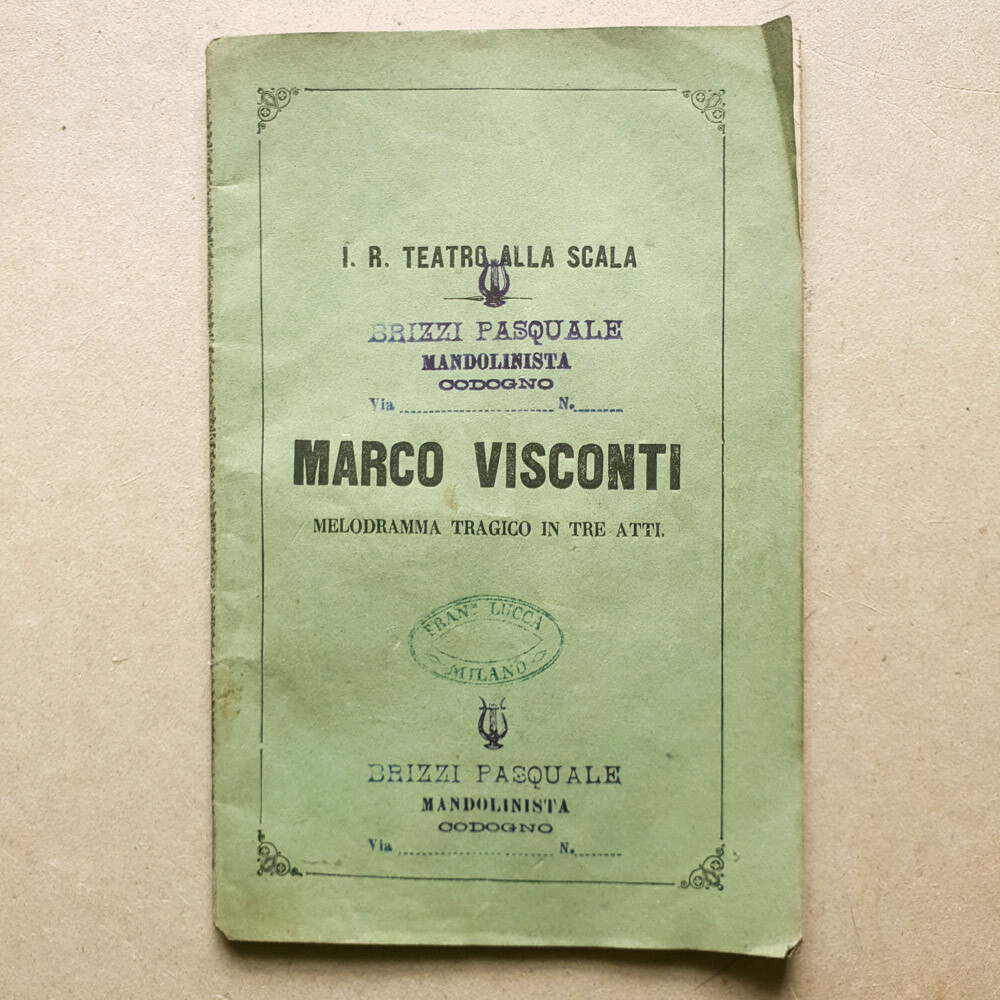 I. R. TEATRO ALLA SCALA
BRIZZI PASQUALE
MANDOLINISTA
CODOGNO
Via ........................ N. ........
MARCO VISCONTI
MELODRAMMA TRAGICO IN TRE ATTI.
FRAN.º LUCCA
MILANO
BRIZZI PASQUALE
MANDOLINISTA
CODOGNO
Via ........................ N. ........